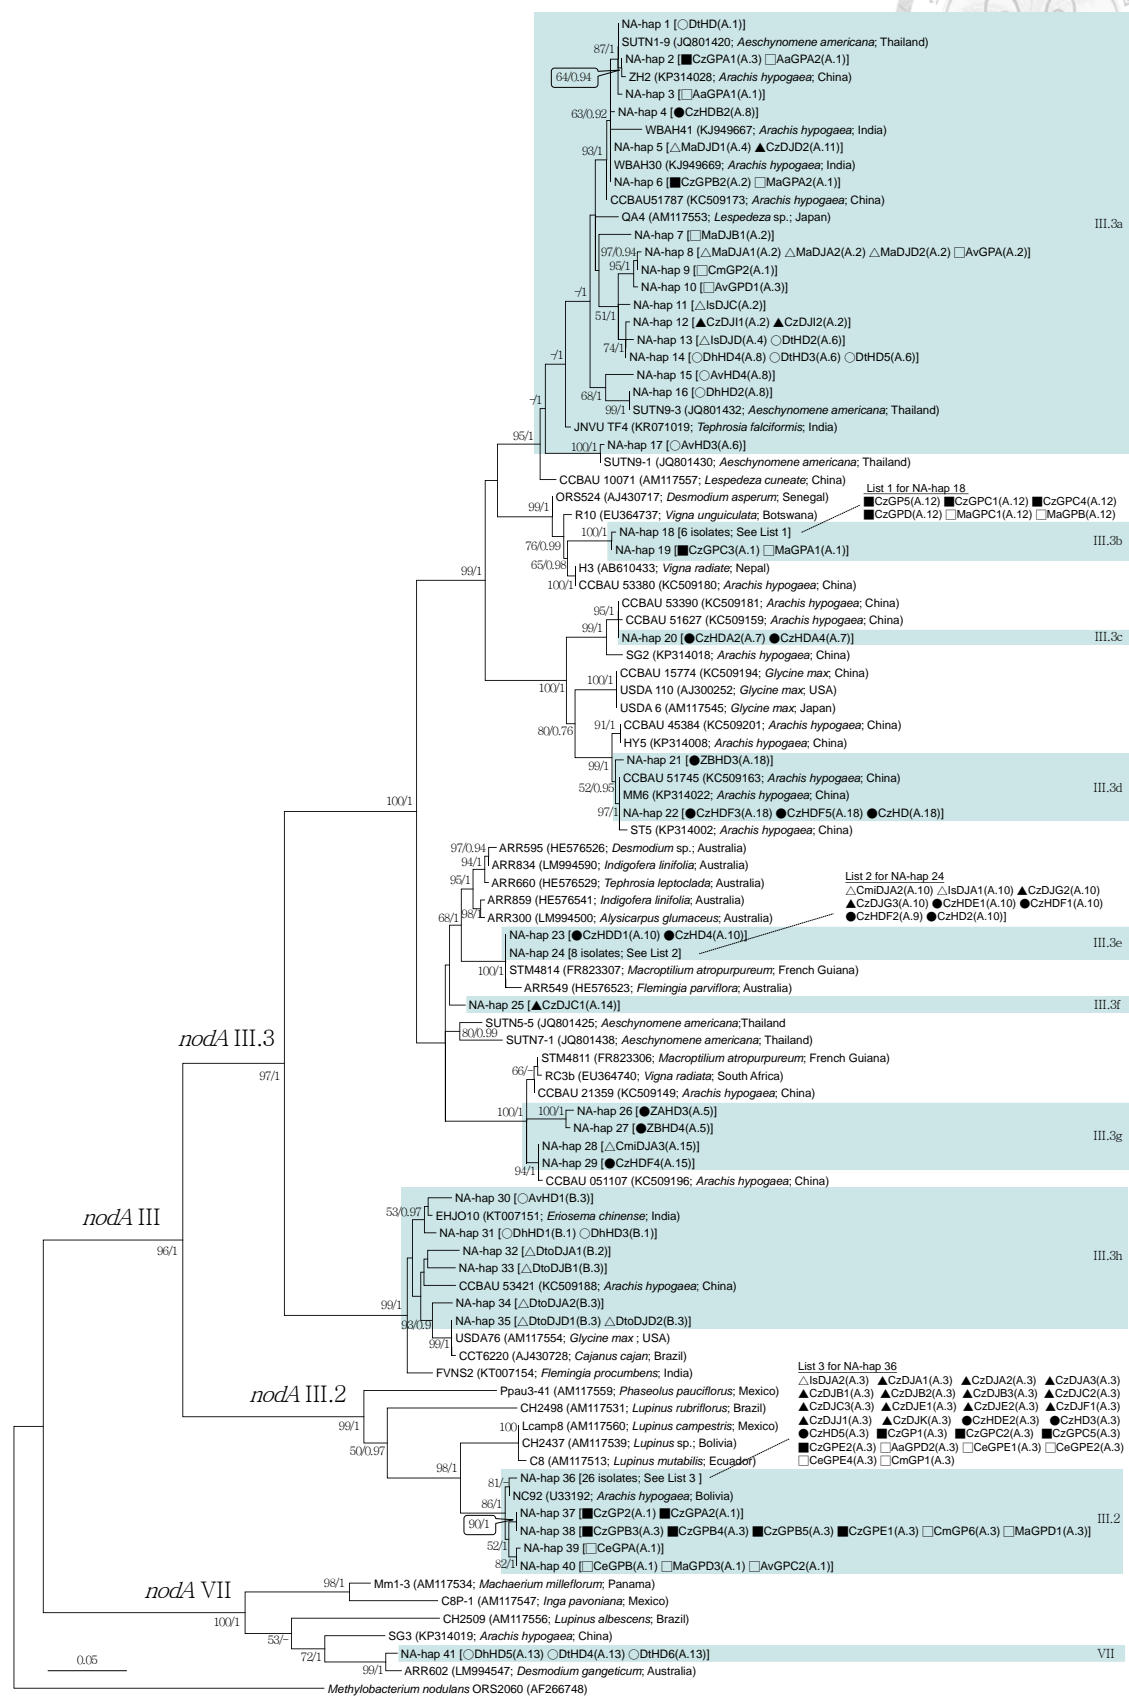 NA-hap 1 [○DtHD(A.1)]
87/1
SUTN1-9 (JQ801420; Aeschynomene americana; Thailand)
NA-hap 2 [■CzGPA1(A.3) □AaGPA2(A.1)]
64/0.94
ZH2 (KP314028; Arachis hypogaea; China)
NA-hap 3 [□AaGPA1(A.1)]
63/0.92
NA-hap 4 [●CzHDB2(A.8)]
WBAH41 (KJ949667; Arachis hypogaea; India)
93/1
NA-hap 5 [△MaDJD1(A.4) ▲CzDJD2(A.11)]
WBAH30 (KJ949669; Arachis hypogaea; India)
NA-hap 6 [■CzGPB2(A.2) □MaGPA2(A.1)]
CCBAU51787 (KC509173; Arachis hypogaea; China)
QA4 (AM117553; Lespedeza sp.; Japan)
III.3a
NA-hap 7 [□MaDJB1(A.2)]
97/0.94
NA-hap 8 [△MaDJA1(A.2) △MaDJA2(A.2) △MaDJD2(A.2) □AvGPA(A.2)]
95/1
NA-hap 9 [□CmGP2(A.1)]
NA-hap 10 [□AvGPD1(A.3)]
-/1
NA-hap 11 [△IsDJC(A.2)]
51/1
NA-hap 12 [▲CzDJI1(A.2) ▲CzDJI2(A.2)]
NA-hap 13 [△IsDJD(A.4) ○DtHD2(A.6)]
74/1
NA-hap 14 [○DhHD4(A.8) ○DtHD3(A.6) ○DtHD5(A.6)]
-/1
NA-hap 15 [○AvHD4(A.8)]
68/1
NA-hap 16 [○DhHD2(A.8)]
-/1
99/1
SUTN9-3 (JQ801432; Aeschynomene americana; Thailand)
JNVU TF4 (KR071019; Tephrosia falciformis; India)
95/1
100/1
NA-hap 17 [○AvHD3(A.6)]
SUTN9-1 (JQ801430; Aeschynomene americana; Thailand)
CCBAU 10071 (AM117557; Lespedeza cuneate; China)
List 1 for NA-hap 18
■CzGP5(A.12) ■CzGPC1(A.12) ■CzGPC4(A.12)
■CzGPD(A.12) □MaGPC1(A.12) □MaGPB(A.12)
ORS524 (AJ430717; Desmodium asperum; Senegal)
99/1
R10 (EU364737; Vigna unguiculata; Botswana)
100/1
NA-hap 18 [6 isolates; See List 1]
III.3b
76/0.99
NA-hap 19 [■CzGPC3(A.1) □MaGPA1(A.1)]
65/0.98
H3 (AB610433; Vigna radiate; Nepal)
99/1
100/1
CCBAU 53380 (KC509180; Arachis hypogaea; China)
CCBAU 53390 (KC509181; Arachis hypogaea; China)
95/1
CCBAU 51627 (KC509159; Arachis hypogaea; China)
99/1
NA-hap 20 [●CzHDA2(A.7) ●CzHDA4(A.7)]
III.3c
SG2 (KP314018; Arachis hypogaea; China)
CCBAU 15774 (KC509194; Glycine max; China)
100/1
100/1
USDA 110 (AJ300252; Glycine max; USA)
USDA 6 (AM117545; Glycine max; Japan)
80/0.76
91/1
CCBAU 45384 (KC509201; Arachis hypogaea; China)
HY5 (KP314008; Arachis hypogaea; China)
99/1
NA-hap 21 [●ZBHD3(A.18)]
CCBAU 51745 (KC509163; Arachis hypogaea; China)
III.3d
52/0.95
MM6 (KP314022; Arachis hypogaea; China)
97/1
NA-hap 22 [●CzHDF3(A.18) ●CzHDF5(A.18) ●CzHD(A.18)]
100/1
ST5 (KP314002; Arachis hypogaea; China)
97/0.94
ARR595 (HE576526; Desmodium sp.; Australia)
94/1
ARR834 (LM994590; Indigofera linifolia; Australia)
95/1
ARR660 (HE576529; Tephrosia leptoclada; Australia)
ARR859 (HE576541; Indigofera linifolia; Australia)
68/1
98/1
ARR300 (LM994500; Alysicarpus glumaceus; Australia)
List 2 for NA-hap 24
△CmiDJA2(A.10) △IsDJA1(A.10) ▲CzDJG2(A.10)
▲CzDJG3(A.10) ●CzHDE1(A.10) ●CzHDF1(A.10)
●CzHDF2(A.9) ●CzHD2(A.10)]
NA-hap 23 [●CzHDD1(A.10) ●CzHD4(A.10)]
III.3e
NA-hap 24 [8 isolates; See List 2]
100/1
STM4814 (FR823307; Macroptilium atropurpureum; French Guiana)
ARR549 (HE576523; Flemingia parviflora; Australia)
NA-hap 25 [▲CzDJC1(A.14)]
III.3f
SUTN5-5 (JQ801425; Aeschynomene americana;Thailand
80/0.99
SUTN7-1 (JQ801438; Aeschynomene americana; Thailand)
nodA III.3
97/1
STM4811 (FR823306; Macroptilium atropurpureum; French Guiana)
66/-
RC3b (EU364740; Vigna radiata; South Africa)
CCBAU 21359 (KC509149; Arachis hypogaea; China)
100/1
100/1
NA-hap 26 [●ZAHD3(A.5)]
NA-hap 27 [●ZBHD4(A.5)]
III.3g
NA-hap 28 [△CmiDJA3(A.15)]
94/1
NA-hap 29 [●CzHDF4(A.15)]
CCBAU 051107 (KC509196; Arachis hypogaea; China)
nodA III
96/1
NA-hap 30 [○AvHD1(B.3)]
53/0.97
EHJO10 (KT007151; Eriosema chinense; India)
NA-hap 31 [○DhHD1(B.1) ○DhHD3(B.1)]
NA-hap 32 [△DtoDJA1(B.2)]
III.3h
NA-hap 33 [△DtoDJB1(B.3)]
CCBAU 53421 (KC509188; Arachis hypogaea; China)
99/1
NA-hap 34 [△DtoDJA2(B.3)]
93/0.9
NA-hap 35 [△DtoDJD1(B.3) △DtoDJD2(B.3)]
USDA76 (AM117554; Glycine max ; USA)
99/1
CCT6220 (AJ430728; Cajanus cajan; Brazil)
FVNS2 (KT007154; Flemingia procumbens; India)
List 3 for NA-hap 36
△IsDJA2(A.3) ▲CzDJA1(A.3) ▲CzDJA2(A.3) ▲CzDJA3(A.3)
▲CzDJB1(A.3) ▲CzDJB2(A.3) ▲CzDJB3(A.3) ▲CzDJC2(A.3)
▲CzDJC3(A.3) ▲CzDJE1(A.3) ▲CzDJE2(A.3) ▲CzDJF1(A.3)
▲CzDJJ1(A.3) ▲CzDJK(A.3) ●CzHDE2(A.3) ●CzHD3(A.3)
●CzHD5(A.3) ■CzGP1(A.3) ■CzGPC2(A.3) ■CzGPC5(A.3)
■CzGPE2(A.3) □AaGPD2(A.3) □CeGPE1(A.3) □CeGPE2(A.3)
□CeGPE4(A.3) □CmGP1(A.3)
nodA III.2
99/1
Ppau3-41 (AM117559; Phaseolus pauciflorus; Mexico)
CH2498 (AM117531; Lupinus rubriflorus; Brazil)
50/0.97
Lcamp8 (AM117560; Lupinus campestris; Mexico)
100
CH2437 (AM117539; Lupinus sp.; Bolivia)
C8 (AM117513; Lupinus mutabilis; Ecuador)
98/1
81/-
NA-hap 36 [26 isolates; See List 3 ]
86/1
NC92 (U33192; Arachis hypogaea; Bolivia)
NA-hap 37 [■CzGP2(A.1) ■CzGPA2(A.1)]
III.2
90/1
NA-hap 38 [■CzGPB3(A.3) ■CzGPB4(A.3) ■CzGPB5(A.3) ■CzGPE1(A.3) □CmGP6(A.3) □MaGPD1(A.3)]
52/1
NA-hap 39 [□CeGPA(A.1)]
82/1
NA-hap 40 [□CeGPB(A.1) □MaGPD3(A.1) □AvGPC2(A.1)]
nodA VII
100/1
98/1
Mm1-3 (AM117534; Machaerium milleflorum; Panama)
C8P-1 (AM117547; Inga pavoniana; Mexico)
CH2509 (AM117556; Lupinus albescens; Brazil)
53/-
SG3 (KP314019; Arachis hypogaea; China)
72/1
NA-hap 41 [○DhHD5(A.13) ○DtHD4(A.13) ○DtHD6(A.13)]
VII
99/1
ARR602 (LM994547; Desmodium gangeticum; Australia)
0.05
Methylobacterium nodulans ORS2060 (AF266748)